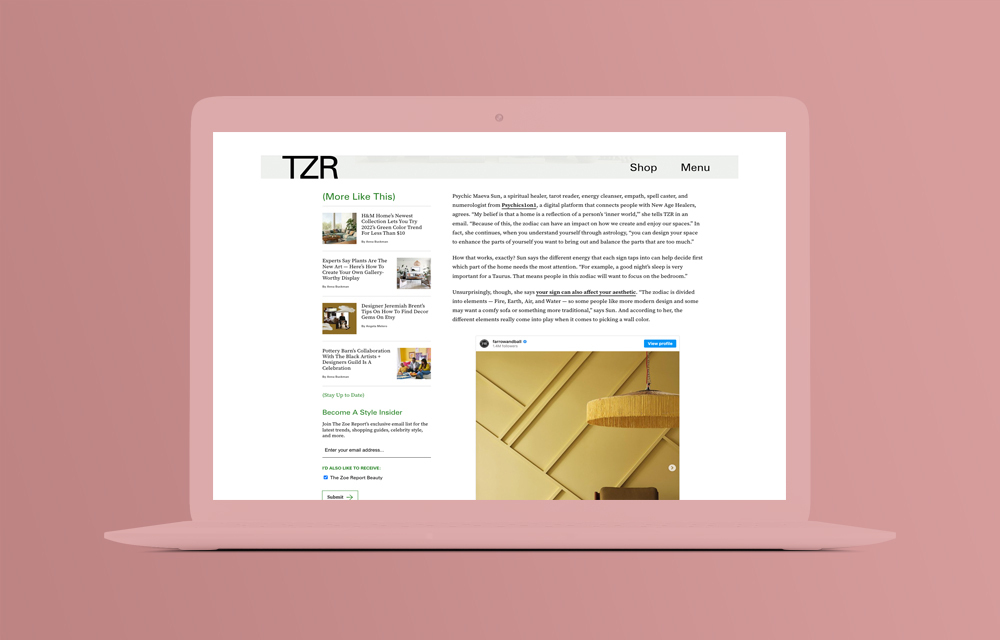 TZR
Shop
Menu
(More Like This)
H&M Home's Newest
Collection Lets You Try
2022's Green Color Trend
For Less Than $10
By Anna Buckman
Experts Say Plants Are The
New Art — Here's How To
Create Your Own Gallery-
Worthy Display
By Anna Buckman
Designer Jeremiah Brent's
Tips On How To Find Decor
Gems On Etsy
By Angela Melero
Pottery Barn's Collaboration
With The Black Artists +
Designers Guild Is A
Celebration
By Anna Buckman
(Stay Up to Date)
Become A Style Insider
Join The Zoe Report's exclusive email list for the
latest trends, shopping guides, celebrity style,
and more.
Enter your email address...
I'D ALSO LIKE TO RECEIVE:
The Zoe Report Beauty
Submit
Psychic Maeva Sun, a spiritual healer, tarot reader, energy cleanser, empath, spell caster, and
numerologist from Psychics1on1, a digital platform that connects people with New Age Healers,
agrees. "My belief is that a home is a reflection of a person's 'inner world,'" she tells TZR in an
email. "Because of this, the zodiac can have an impact on how we create and enjoy our spaces." In
fact, she continues, when you understand yourself through astrology, "you can design your space
to enhance the parts of yourself you want to bring out and balance the parts that are too much."
How that works, exactly? Sun says the different energy that each sign taps into can help decide first
which part of the home needs the most attention. "For example, a good night's sleep is very
important for a Taurus. That means people in this zodiac will want to focus on the bedroom."
Unsurprisingly, though, she says your sign can also affect your aesthetic. "The zodiac is divided
into elements — Fire, Earth, Air, and Water — so some people like more modern design and some
may want a comfy sofa or something more traditional," says Sun. And according to her, the
different elements really come into play when it comes to picking a wall color.
farrowandball
View profile